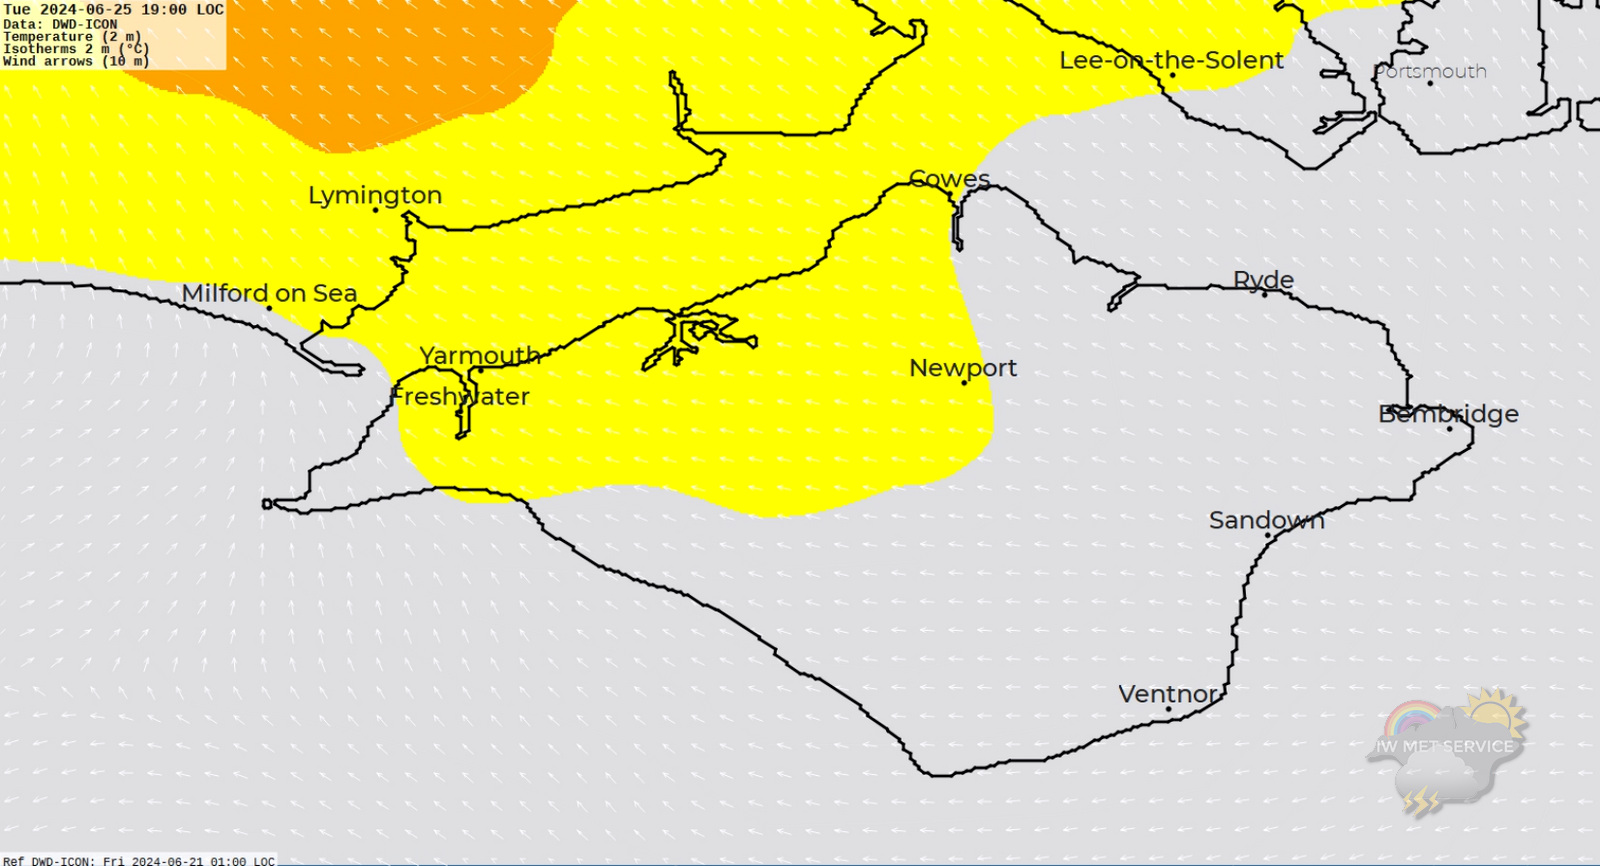 Tue 2024-06-25 19:00 LOC
Data: DWD-ICON
Temperature (2 m)
Isotherms 2 m (°C)
Wind arrows (10 m)
Lee-on-the-Solent
Portsmouth
Cowes
Lymington
Ryde
Milford on Sea
Yarmouth
Newport
Freshwater
Bembridge
Sandown
Ventnor
IW MET SERVICE
Ref DWD-ICON: Fri 2024-06-21 01:00 LOC